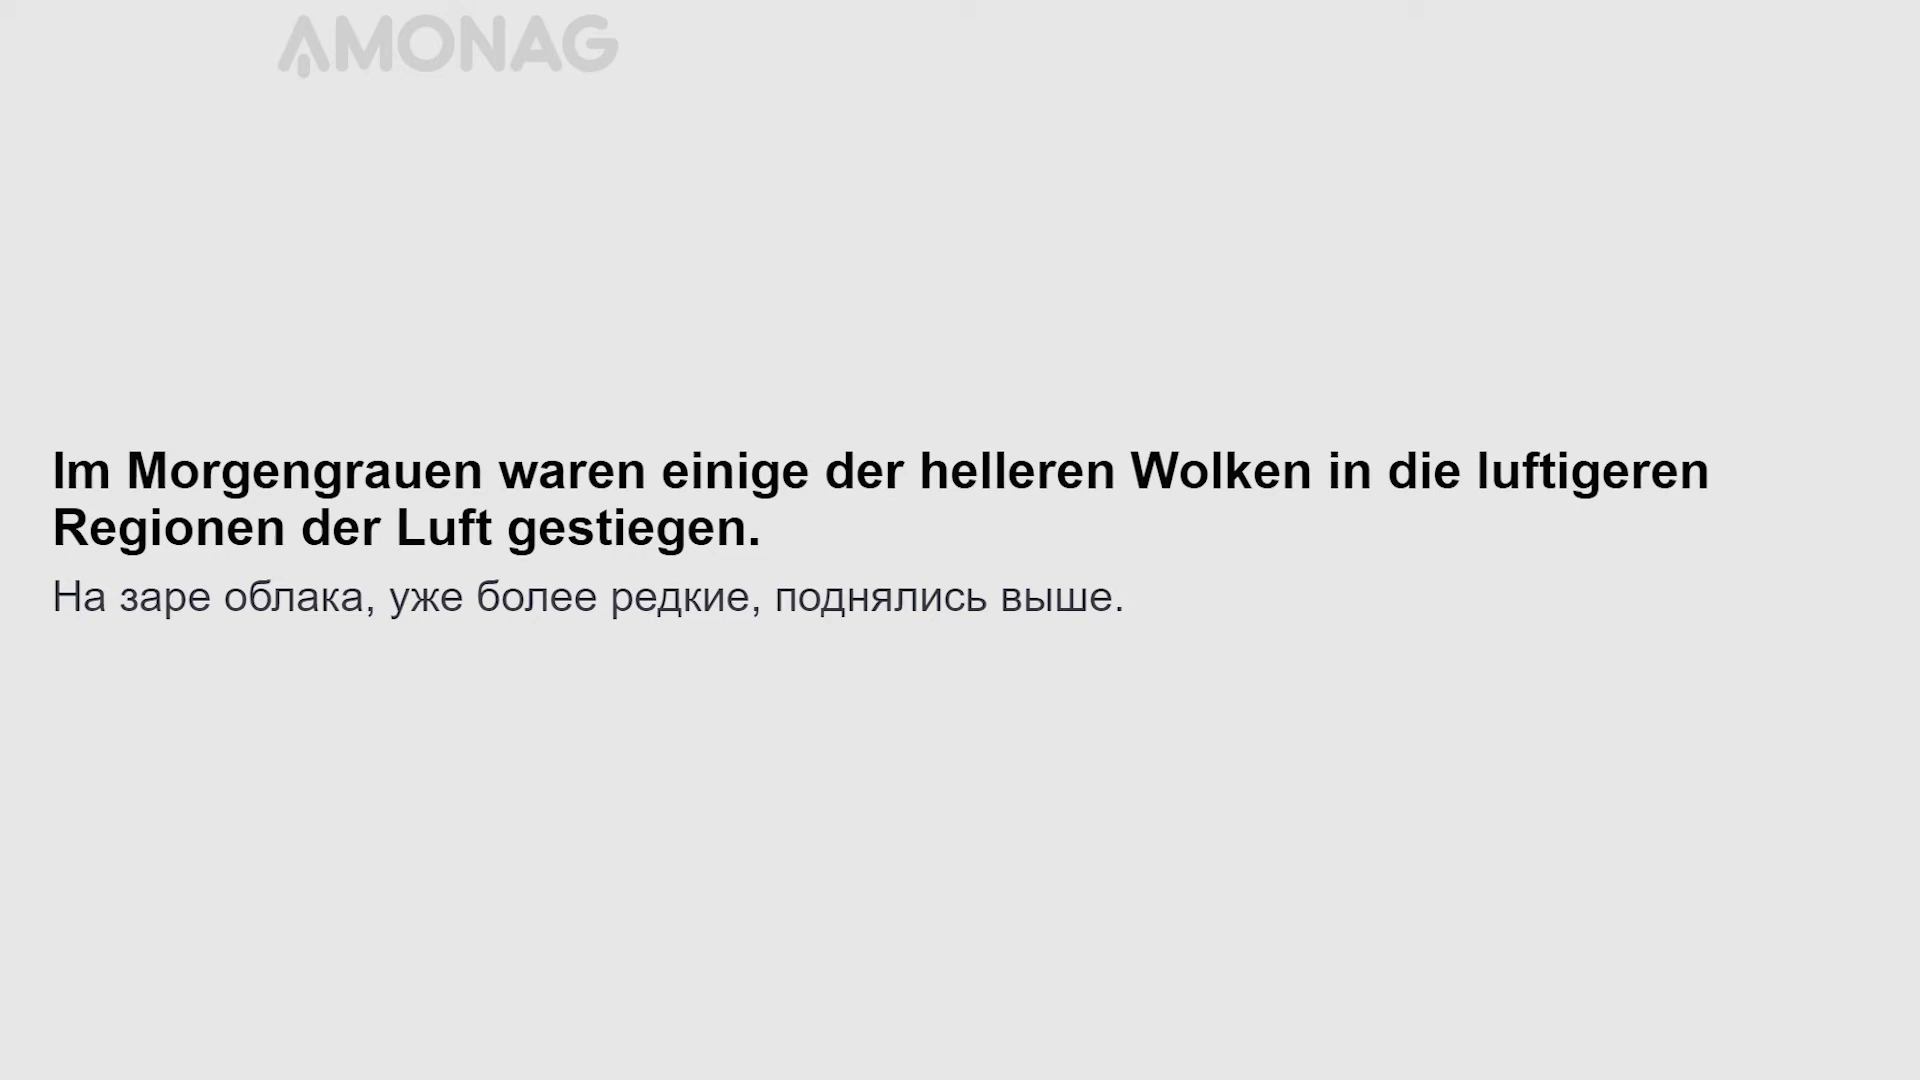 AMONAG
Im Morgengrauen waren einige der helleren Wolken in die luftigeren
Regionen der Luft gestiegen.
На заре облака, уже более редкие, поднялись выше.